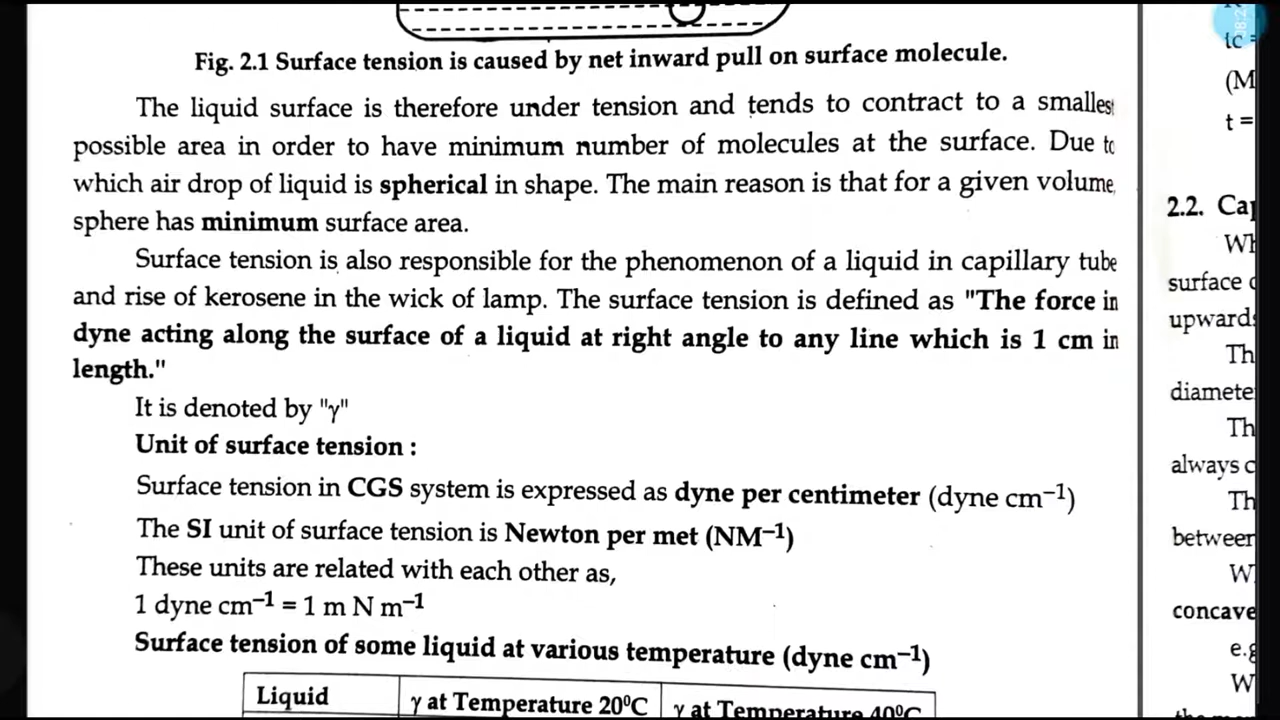 Fig. 2.1 Surface tension is caused by net inward pull on surface molecule.
The liquid surface is therefore under tension and tends to contract to a smallest
possible area in order to have minimum number of molecules at the surface. Due to
which air drop of liquid is spherical in shape. The main reason is that for a given volume,
sphere has minimum surface area.
Surface tension is also responsible for the phenomenon of a liquid in capillary tube
and rise of kerosene in the wick of lamp. The surface tension is defined as "The force in
dyne acting along the surface of a liquid at right angle to any line which is 1 cm in
length."
It is denoted by "γ"
Unit of surface tension :
Surface tension in CGS system is expressed as dyne per centimeter (dyne cm⁻¹)
The SI unit of surface tension is Newton per met (NM⁻¹)
These units are related with each other as,
1 dyne cm⁻¹ = 1 m N m⁻¹
Surface tension of some liquid at various temperature (dyne cm⁻¹)
Liquid γ at Temperature 20⁰C γ at Temperature 40⁰C
tc =
(M
t =
2.2. Cap
Wh
surface
upwards
Th
diamete
Th
always c
Th
between
W
concave
e.g
W